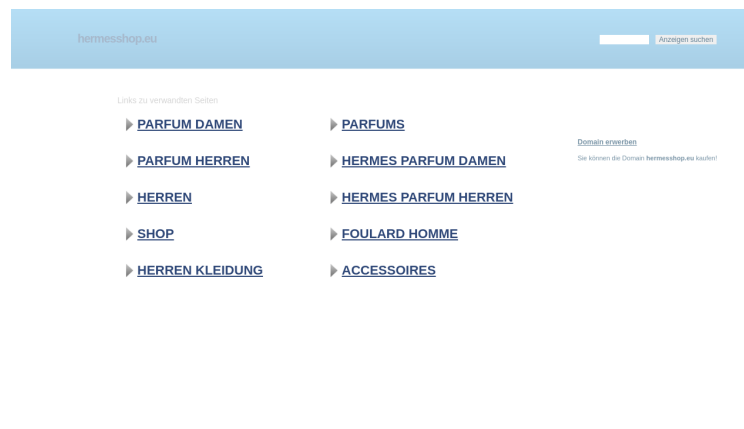 hermesshop.eu
Anzeigen suchen
Links zu verwandten Seiten
PARFUM DAMEN
PARFUMS
PARFUM HERREN
HERMES PARFUM DAMEN
HERREN
HERMES PARFUM HERREN
SHOP
FOULARD HOMME
HERREN KLEIDUNG
ACCESSOIRES
Domain erwerben
Sie können die Domain hermesshop.eu kaufen!